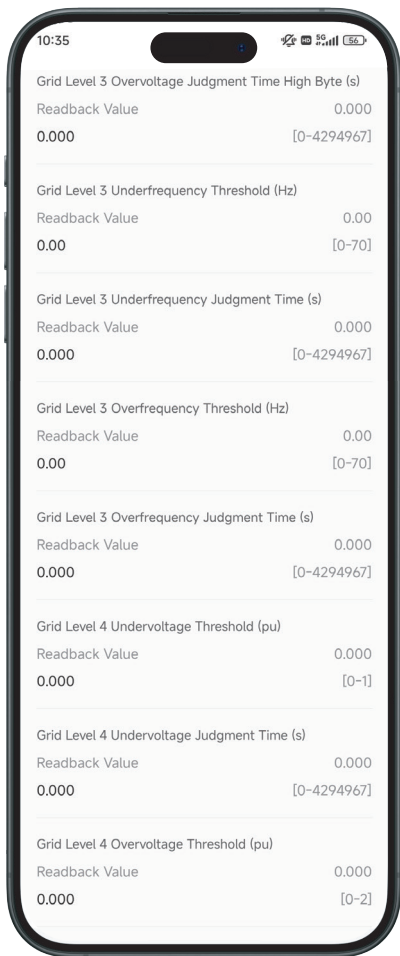 10:35
HD 5G 56
Grid Level 3 Overvoltage Judgment Time High Byte (s)
Readback Value 0.000
0.000 [0-4294967]
Grid Level 3 Underfrequency Threshold (Hz)
Readback Value 0.00
0.00 [0-70]
Grid Level 3 Underfrequency Judgment Time (s)
Readback Value 0.000
0.000 [0-4294967]
Grid Level 3 Overfrequency Threshold (Hz)
Readback Value 0.00
0.00 [0-70]
Grid Level 3 Overfrequency Judgment Time (s)
Readback Value 0.000
0.000 [0-4294967]
Grid Level 4 Undervoltage Threshold (pu)
Readback Value 0.000
0.000 [0-1]
Grid Level 4 Undervoltage Judgment Time (s)
Readback Value 0.000
0.000 [0-4294967]
Grid Level 4 Overvoltage Threshold (pu)
Readback Value 0.000
0.000 [0-2]